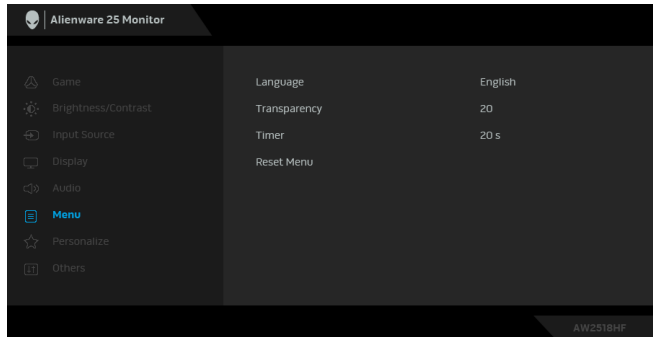 Alienware 25 Monitor
Game
Brightness/Contrast
Input Source
Display
Audio
Menu
Personalize
Others
Language English
Transparency 20
Timer 20 s
Reset Menu
AW2518HF